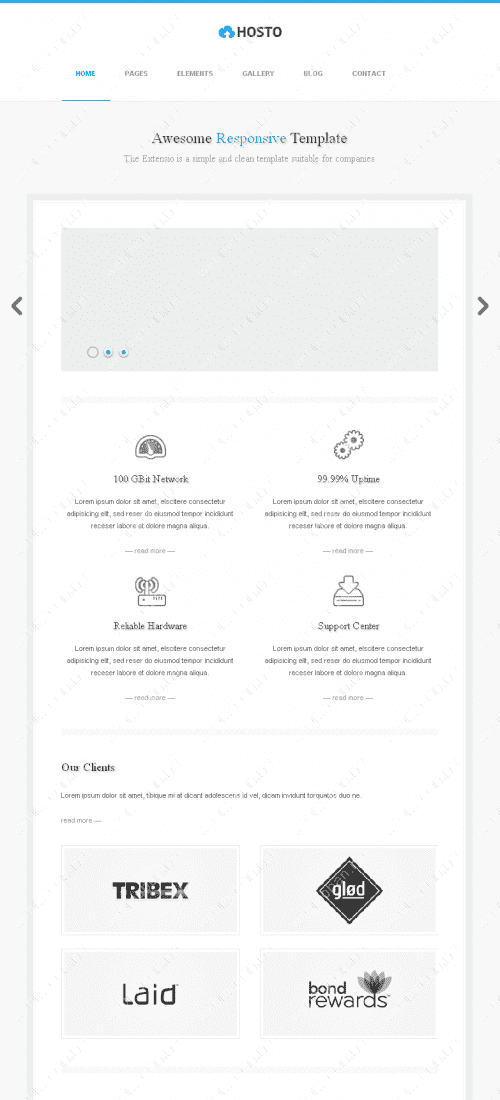 HOSTO
HOME PAGES ELEMENTS GALLERY BLOG CONTACT
Awesome Responsive Template
The Extensio is a simple and clean template suitable for companies
100 GBit Network
99.99% Uptime
Lorem ipsum dolor sit amet, elscitere consectetur
adipisicing elit, sed reser do eiusmod tempor incididunt
receser labore et dolore magna aliqua.
Lorem ipsum dolor sit amet, elscitere consectetur
adipisicing elit, sed reser do eiusmod tempor incididunt
receser labore et dolore magna aliqua.
— read more —
— read more —
Reliable Hardware
Support Center
Lorem ipsum dolor sit amet, elscitere consectetur
adipisicing elit, sed reser do eiusmod tempor incididunt
receser labore et dolore magna aliqua.
Lorem ipsum dolor sit amet, elscitere consectetur
adipisicing elit, sed reser do eiusmod tempor incididunt
receser labore et dolore magna aliqua.
— read more —
— read more —
Our Clients
Lorem ipsum dolor sit amet, tibique mi at dicant adolescens id vel, dicam invidunt torquatos duo ne.
read more —
TRIBEX
glød
Laid
bond
rewards